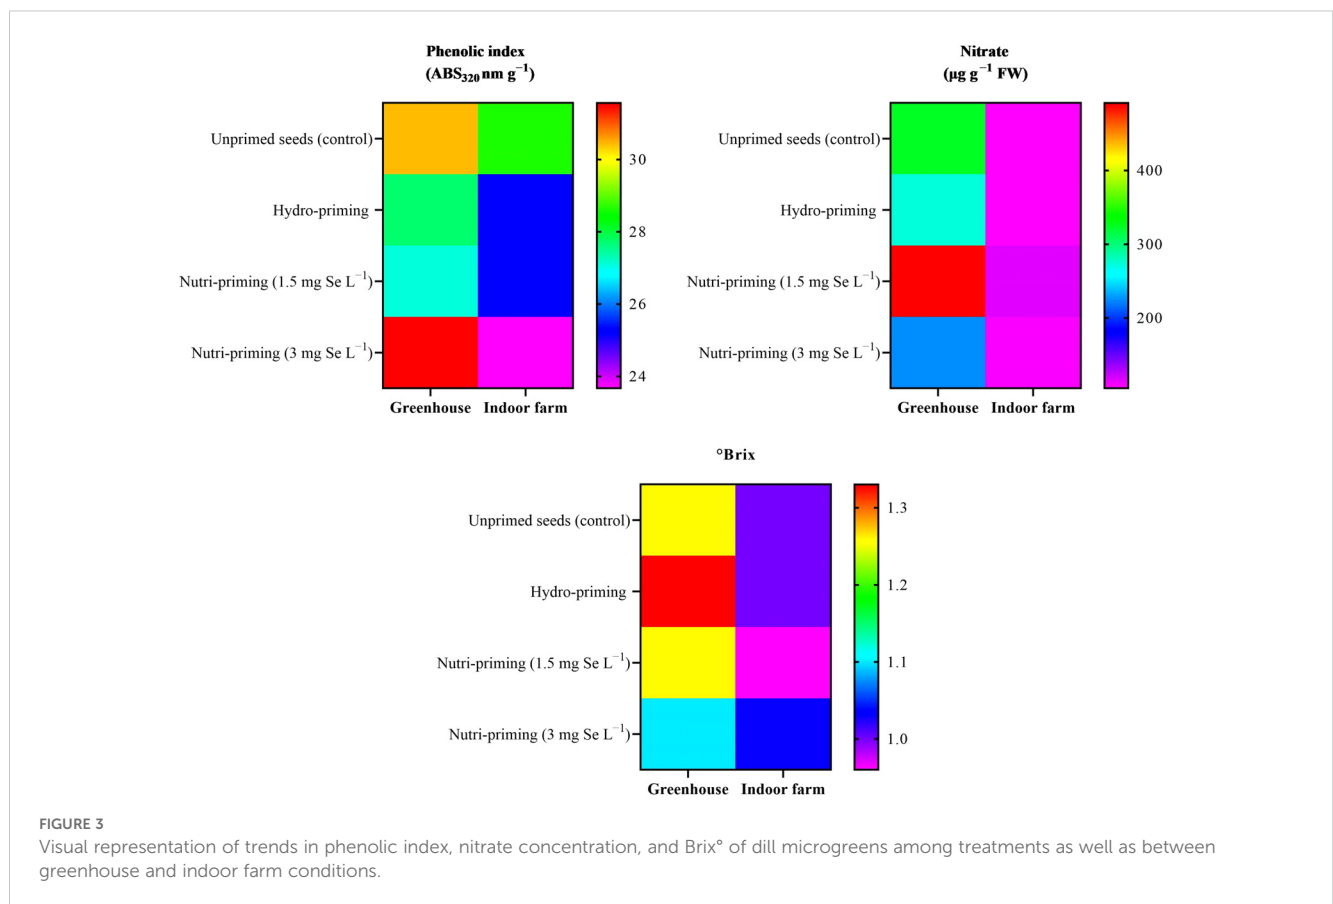 Phenolic index
(ABS₃₂₀ nm g⁻¹)
Unprimed seeds (control)
Hydro-priming
Nutri-priming (1.5 mg Se L⁻¹)
Nutri-priming (3 mg Se L⁻¹)
Greenhouse Indoor farm
30
28
26
24
Nitrate
(µg g⁻¹ FW)
Unprimed seeds (control)
Hydro-priming
Nutri-priming (1.5 mg Se L⁻¹)
Nutri-priming (3 mg Se L⁻¹)
Greenhouse Indoor farm
400
300
200
°Brix
Unprimed seeds (control)
Hydro-priming
Nutri-priming (1.5 mg Se L⁻¹)
Nutri-priming (3 mg Se L⁻¹)
Greenhouse Indoor farm
1.3
1.2
1.1
1.0
FIGURE 3
Visual representation of trends in phenolic index, nitrate concentration, and Brix° of dill microgreens among treatments as well as between
greenhouse and indoor farm conditions.